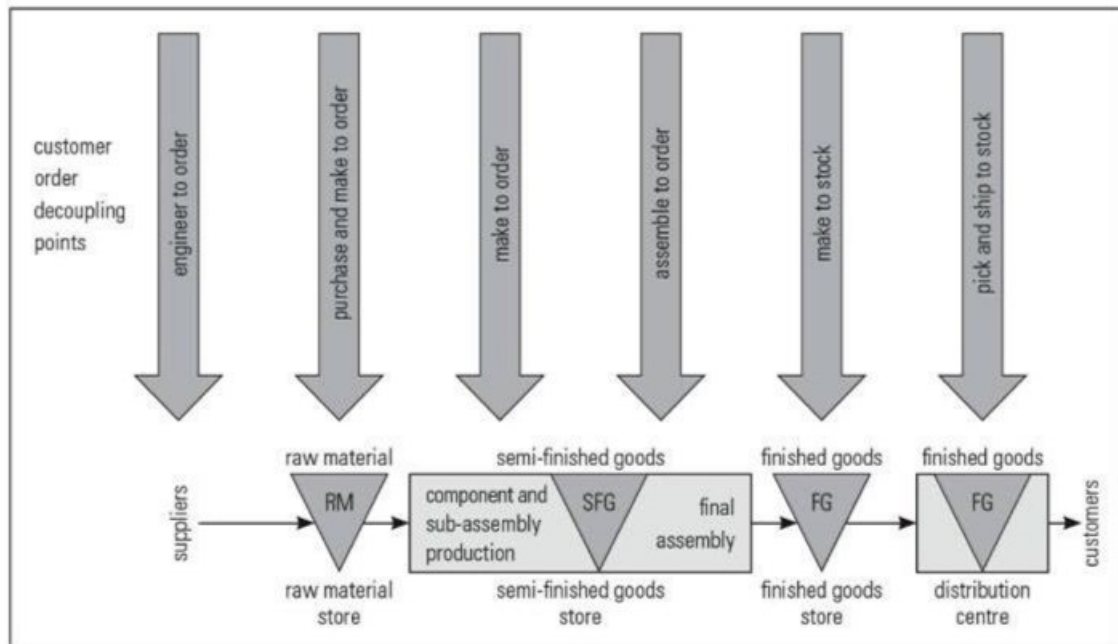 customer
order
decoupling
points
engineer to order
purchase and make to order
make to order
assemble to order
make to stock
pick and ship to stock
raw material
semi-finished goods
finished goods
finished goods
suppliers
RM
component and
sub-assembly
production
SFG
final
assembly
FG
FG
customers
raw material
store
semi-finished goods
store
finished goods
store
distribution
centre